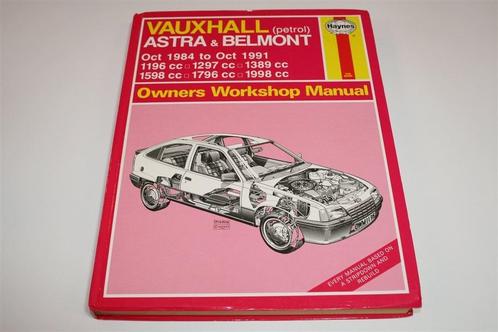 VAUXHALL (petrol)
ASTRA & BELMONT
Oct 1984 to Oct 1991
1196 cc □ 1297 cc □ 1389 cc
1598 cc □ 1796 cc □ 1998 cc
Haynes
Owners Workshop Manual
EVERY MANUAL BASED ON
A STRIPDOWN AND
REBUILD